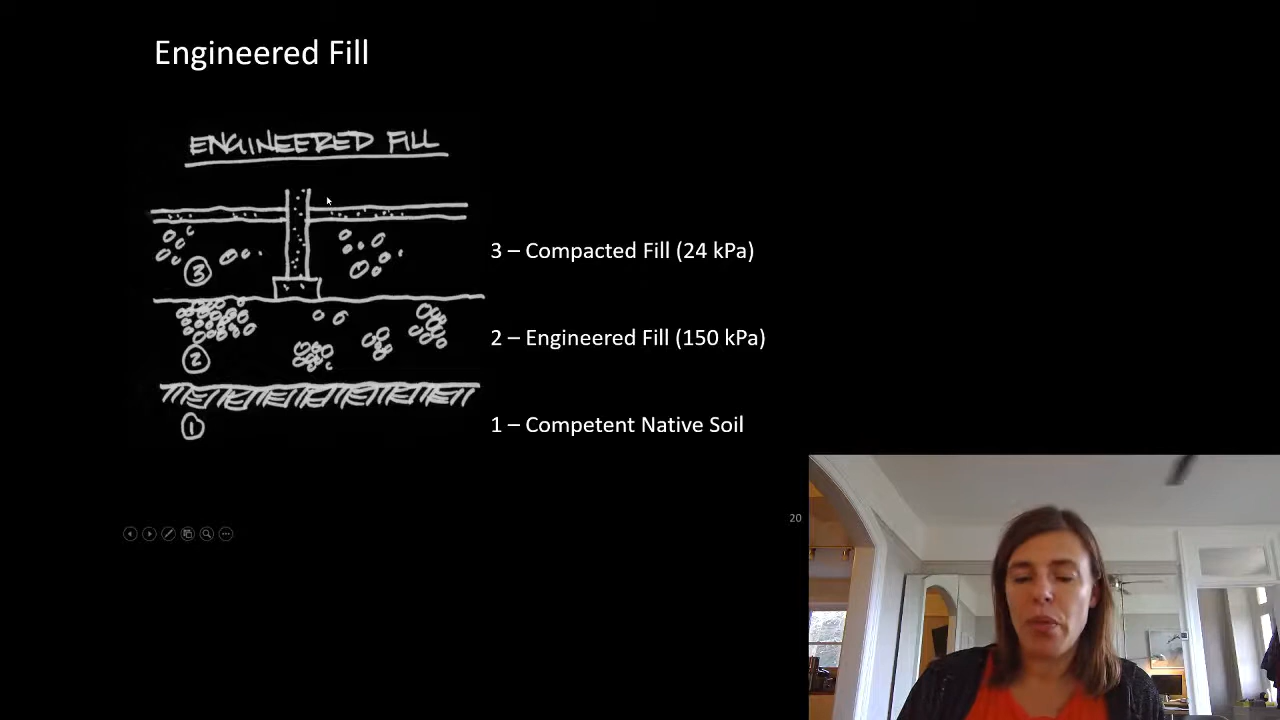 Engineered Fill
ENGINEERED FILL
3 – Compacted Fill (24 kPa)
3
2 – Engineered Fill (150 kPa)
2
1 – Competent Native Soil
1
20